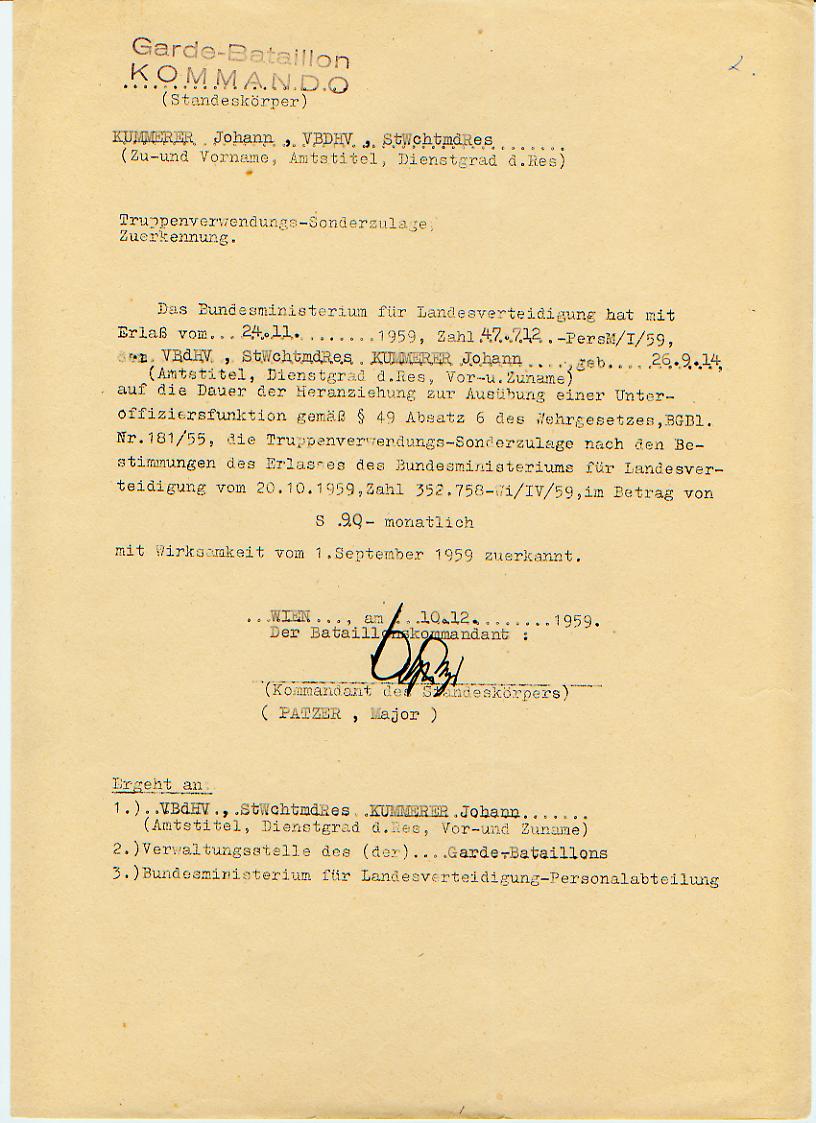 2.
Garde-Bataillon
KOMMANDO
(Standeskörper)
KUMMERER Johann , VBDHV , StWchtmdRes ......
(Zu-und Vorname, Amtstitel, Dienstgrad d.Res)
Truppenverwendungs-Sonderzulage,
Zuerkennung.
Das Bundesministerium für Landesverteidigung hat mit
Erlaß vom...24.11.........1959, Zahl 47.712.-PersM/I/59,
VBdHV , StWchtmdRes KUMMERER Johann ....,geb.... 26.9.14,
(Amtstitel, Dienstgrad d.Res, Vor-u.Zuname)
auf die Dauer der Heranziehung zur Ausübung einer Unter-
offiziersfunktion gemäß § 49 Absatz 6 des Wehrgesetzes,BGBl.
Nr.181/55, die Truppenverwendungs-Sonderzulage nach den Be-
stimmungen des Erlasses des Bundesministeriums für Landesver-
teidigung vom 20.10.1959,Zahl 352.758-Wi/IV/59,im Betrag von
S .90- monatlich
mit Wirksamkeit vom 1.September 1959 zuerkannt.
...WIEN...., am ...10.12.........1959.
Der Bataillonskommandant :
(Kommandant des Standeskörpers)
( PATZER , Major )
Ergeht an:
1.)..VBdHV.,.StWchtmdRes..KUMMERER.Johann.......
(Amtstitel, Dienstgrad d.Res, Vor-und Zuname)
2.)Verwaltungsstelle des (der)....Garde-Bataillons
3.)Bundesministerium für Landesverteidigung-Personalabteilung